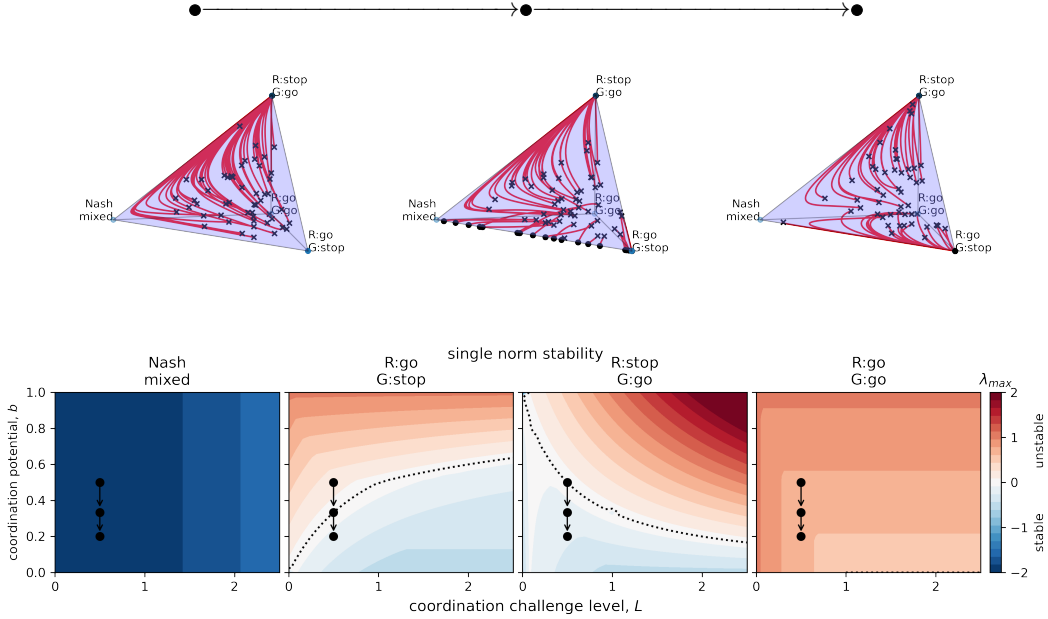 R:stop
G:go
Nash
mixed
R:go
G:go
R:go
G:stop
R:stop
G:go
Nash
mixed
R:go
G:go
R:go
G:stop
R:stop
G:go
Nash
mixed
R:go
G:go
R:go
G:stop
single norm stability
Nash
mixed
R:go
G:stop
R:stop
G:go
R:go
G:go
λmax
coordination potential, b
1.0
0.8
0.6
0.4
0.2
0.0
0 1 2
0 1 2
0 1 2
0 1 2
2
1
0
−1
−2
unstable
stable
coordination challenge level, L